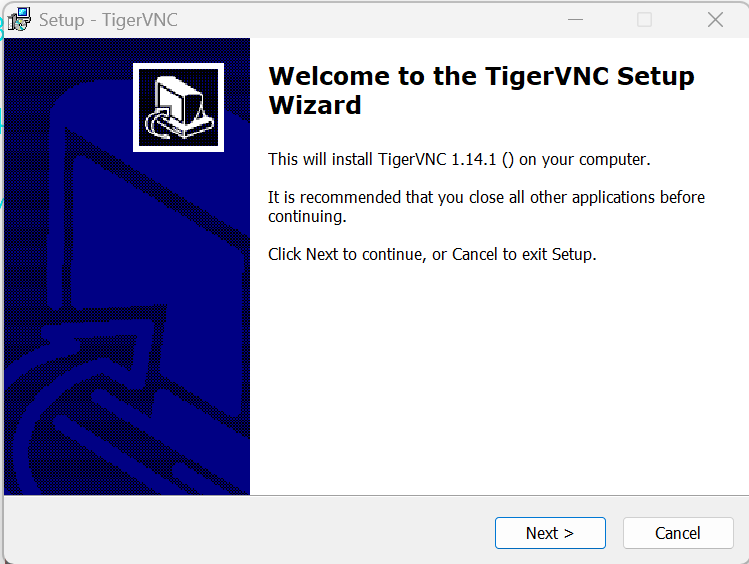 Setup - TigerVNC
Welcome to the TigerVNC Setup
Wizard
This will install TigerVNC 1.14.1 () on your computer.
It is recommended that you close all other applications before
continuing.
Click Next to continue, or Cancel to exit Setup.
Next >
Cancel